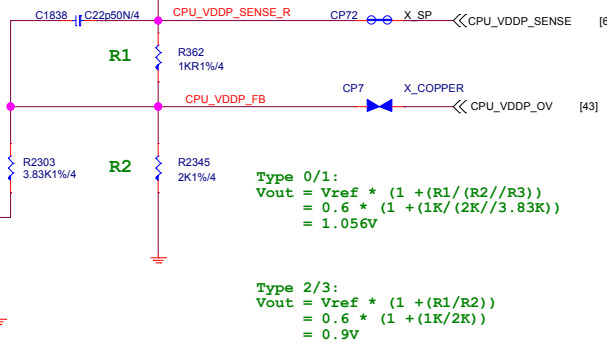 C1838 C22p50N/4 CPU_VDDP_SENSE_R CP72 X_SP CPU_VDDP_SENSE [6
R1 R362
1KR1%/4
CP7 X_COPPER
CPU_VDDP_FB CPU_VDDP_OV [43]
R2303
3.83K1%/4
R2 R2345
2K1%/4
Type 0/1:
Vout = Vref * (1 +(R1/(R2//R3))
= 0.6 * (1 +(1K/(2K//3.83K))
= 1.056V
Type 2/3:
Vout = Vref * (1 +(R1/R2))
= 0.6 * (1 +(1K/2K))
= 0.9V